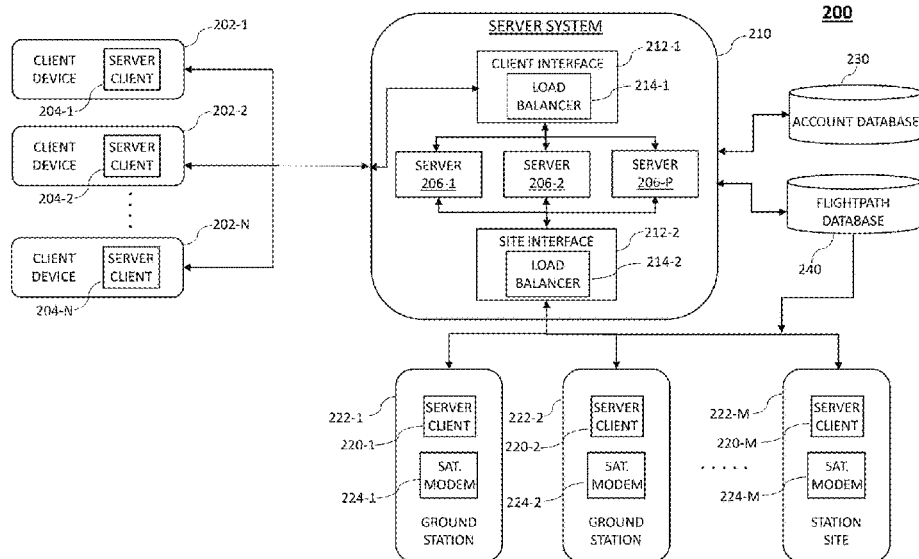 200
SERVER SYSTEM
210
202-1
CLIENT
DEVICE
SERVER
CLIENT
204-1
202-2
CLIENT
DEVICE
SERVER
CLIENT
204-2
202-N
CLIENT
DEVICE
SERVER
CLIENT
204-N
212-1
CLIENT INTERFACE
LOAD
BALANCER
214-1
SERVER
206-1
SERVER
206-2
SERVER
206-P
212-2
SITE INTERFACE
LOAD
BALANCER
214-2
230
ACCOUNT DATABASE
FLIGHTPATH
DATABASE
240
222-1
SERVER
CLIENT
220-1
SAT.
MODEM
224-1
GROUND
STATION
222-2
SERVER
CLIENT
220-2
SAT.
MODEM
224-2
GROUND
STATION
222-M
SERVER
CLIENT
220-M
SAT.
MODEM
224-M
STATION
SITE